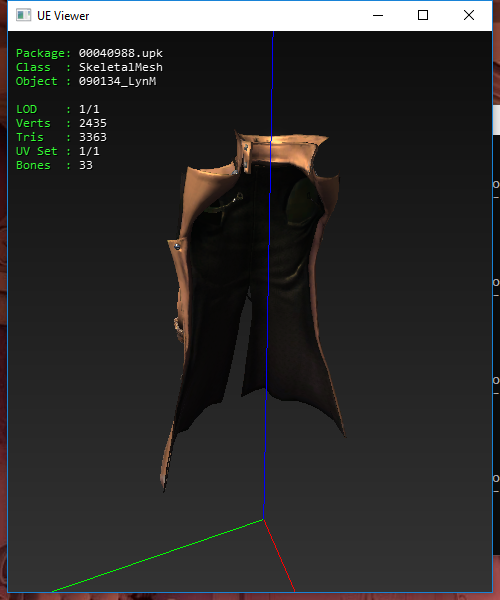 UE Viewer
Package: 00040988.upk
Class  : SkeletalMesh
Object : 090134_LynM
LOD    : 1/1
Verts  : 2435
Tris   : 3363
UV Set : 1/1
Bones  : 33